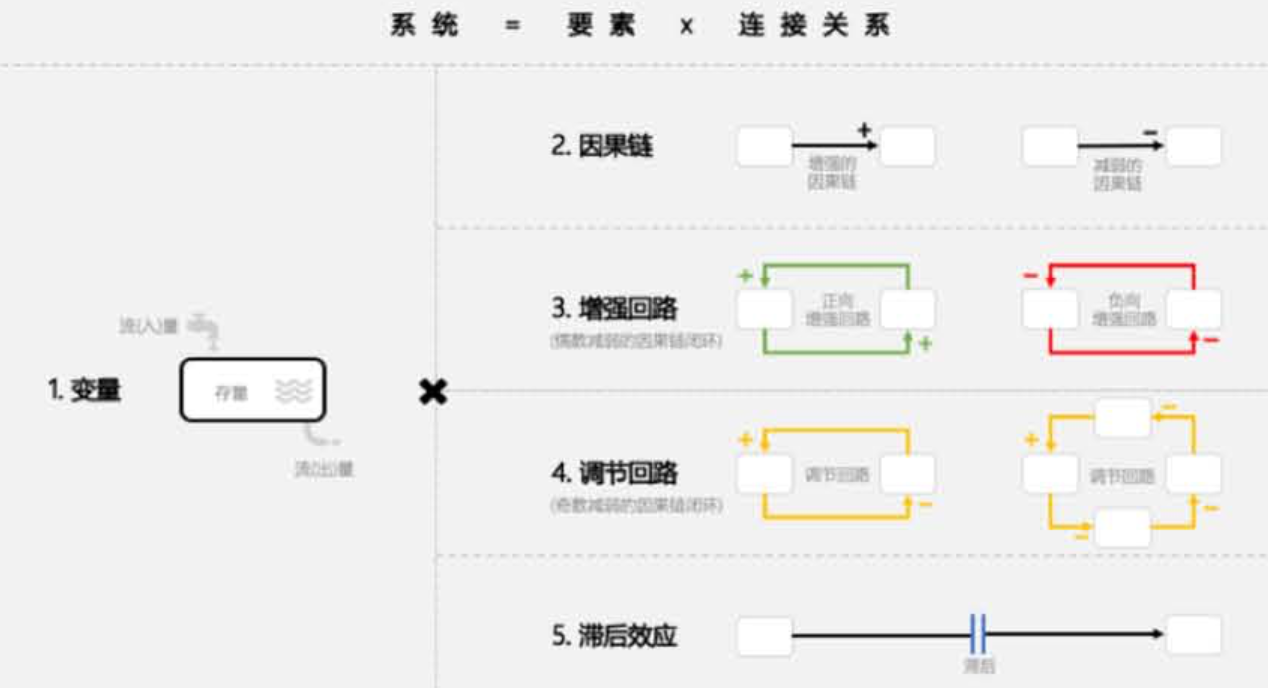 系统 = 要素 x 连接关系
2. 因果链
+
增强的
因果链
-
减弱的
因果链
3. 增强回路
(偶数减弱的因果链闭环)
+
正向
增强回路
+
-
负向
增强回路
-
流(入)量
1. 变量
存量
流(出)量
4. 调节回路
(奇数减弱的因果链闭环)
+
调节回路
-
-
+
调节回路
-
-
5. 滞后效应
滞后